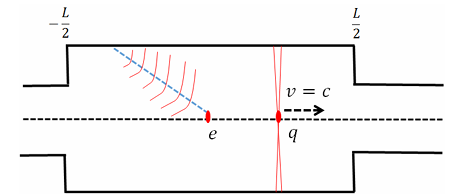 -L/2
L/2
v = c
e
q